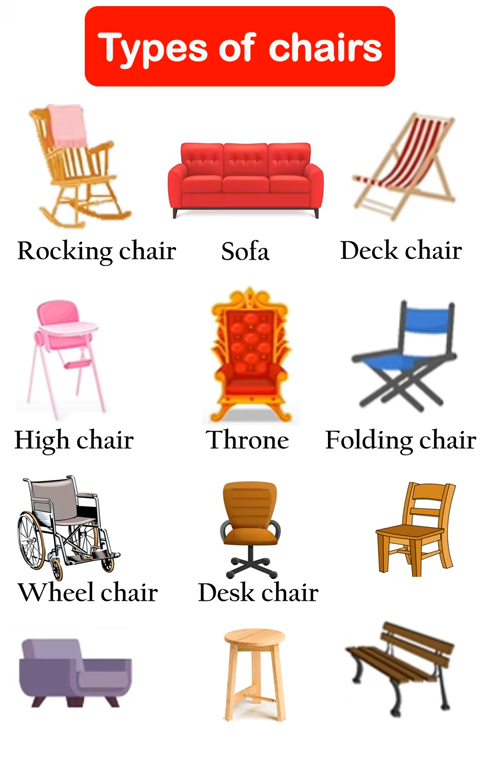 Types of chairs
Rocking chair Sofa Deck chair
High chair Throne Folding chair
Wheel chair Desk chair